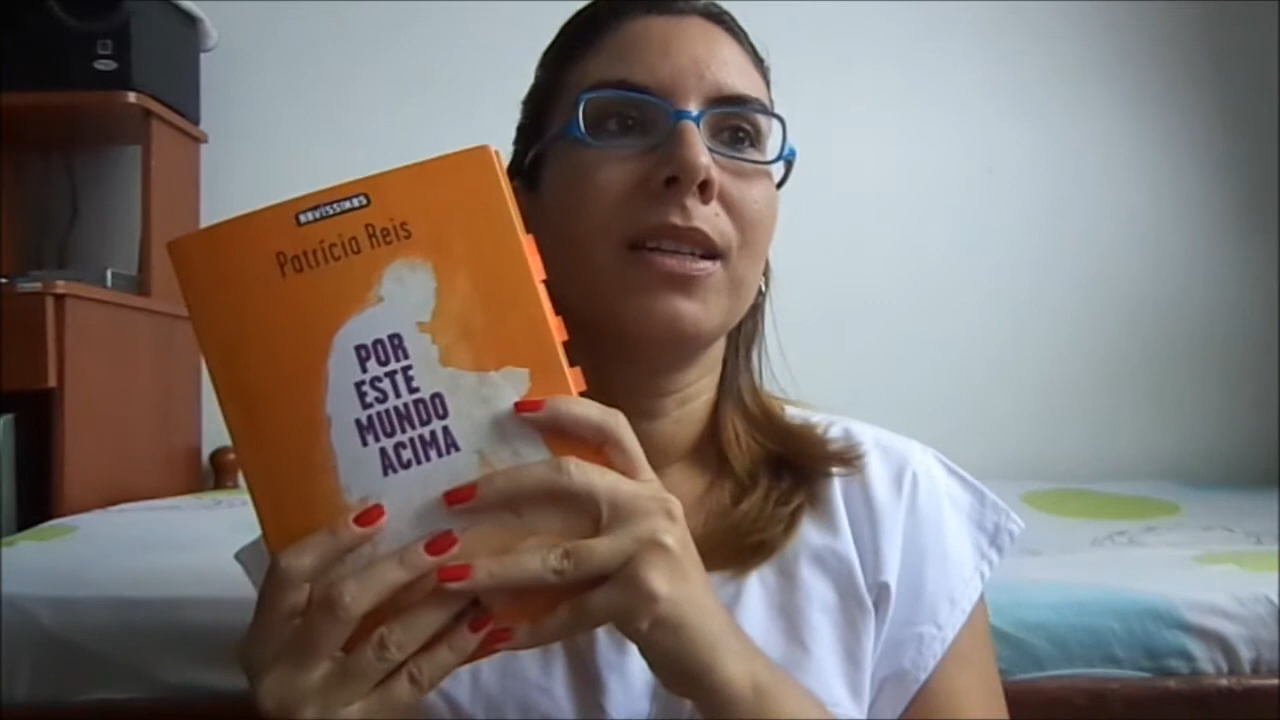 NOVÍSSIMOS
Patrícia Reis
POR
ESTE
MUNDO
ACIMA